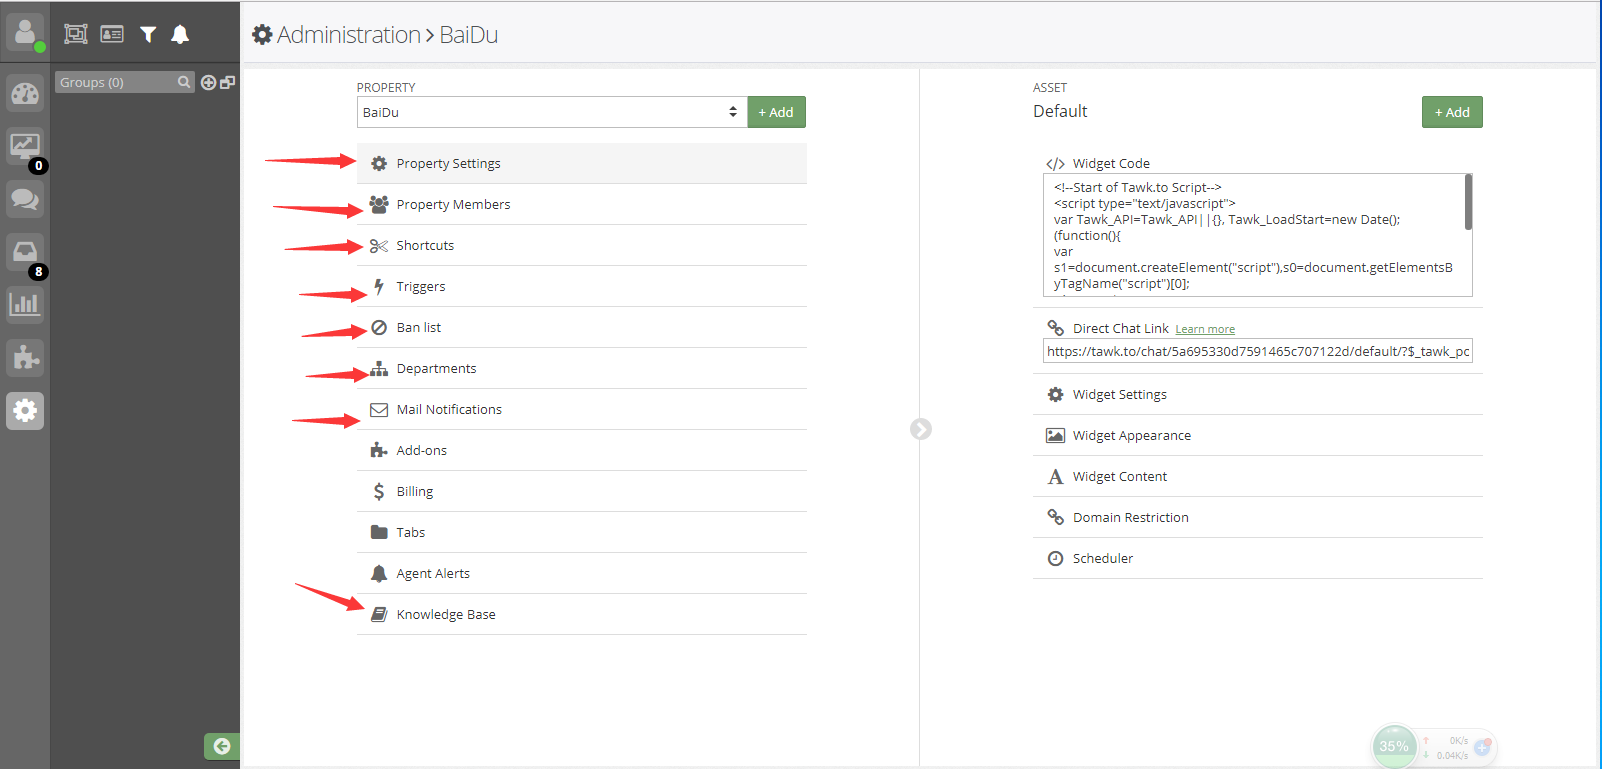 Administration > BaiDu
Groups (0)
0
8
PROPERTY
BaiDu
+ Add
Property Settings
Property Members
Shortcuts
Triggers
Ban list
Departments
Mail Notifications
Add-ons
Billing
Tabs
Agent Alerts
Knowledge Base
ASSET
Default
+ Add
</> Widget Code
<!--Start of Tawk.to Script-->
<script type="text/javascript">
var Tawk_API=Tawk_API||{}, Tawk_LoadStart=new Date();
(function(){
var
s1=document.createElement("script"),s0=document.getElementsB
yTagName("script")[0];
Direct Chat Link Learn more
https://tawk.to/chat/5a695330d7591465c707122d/default/?$_tawk_pc
Widget Settings
Widget Appearance
Widget Content
Domain Restriction
Scheduler
35%
0K/s
0.04K/s